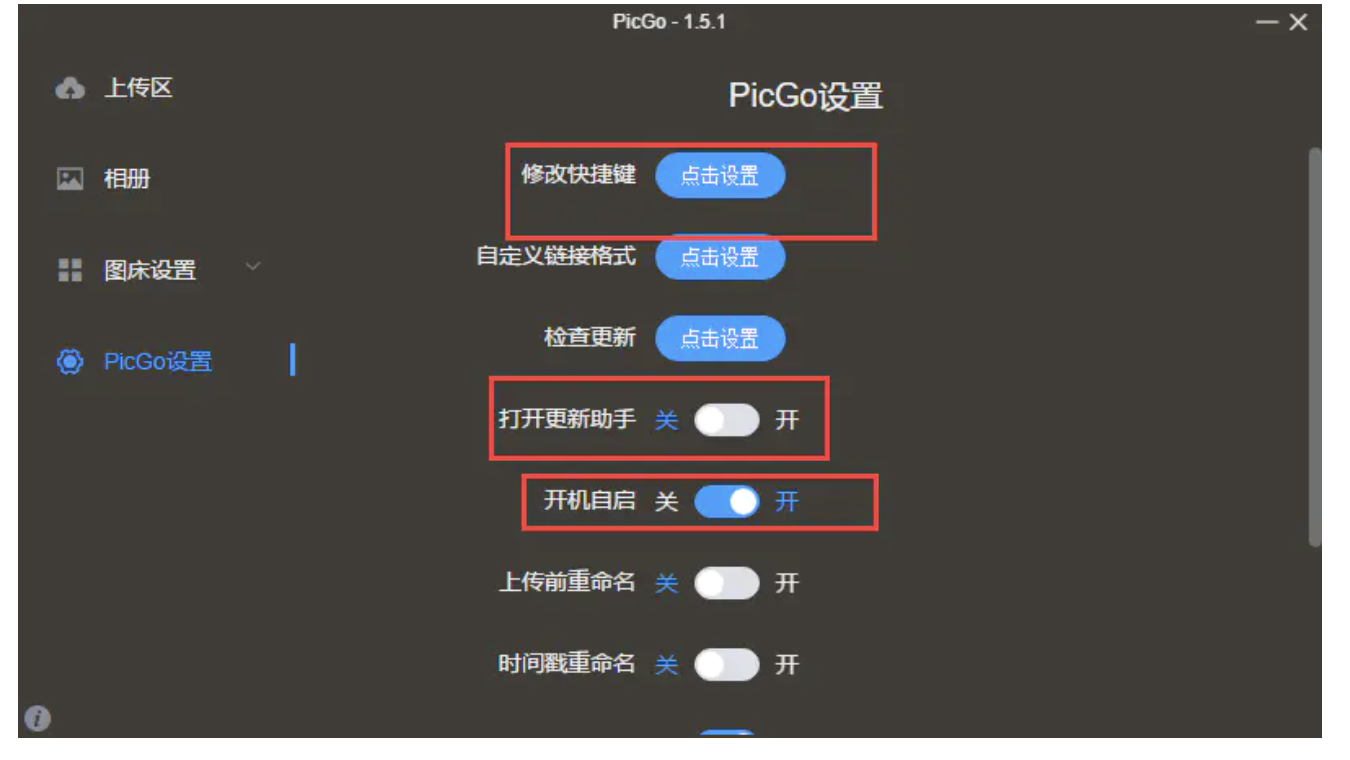 PicGo - 1.5.1
上传区
相册
图床设置
PicGo设置
PicGo设置
修改快捷键 点击设置
自定义链接格式 点击设置
检查更新 点击设置
打开更新助手 关 开
开机自启 关 开
上传前重命名 关 开
时间戳重命名 关 开